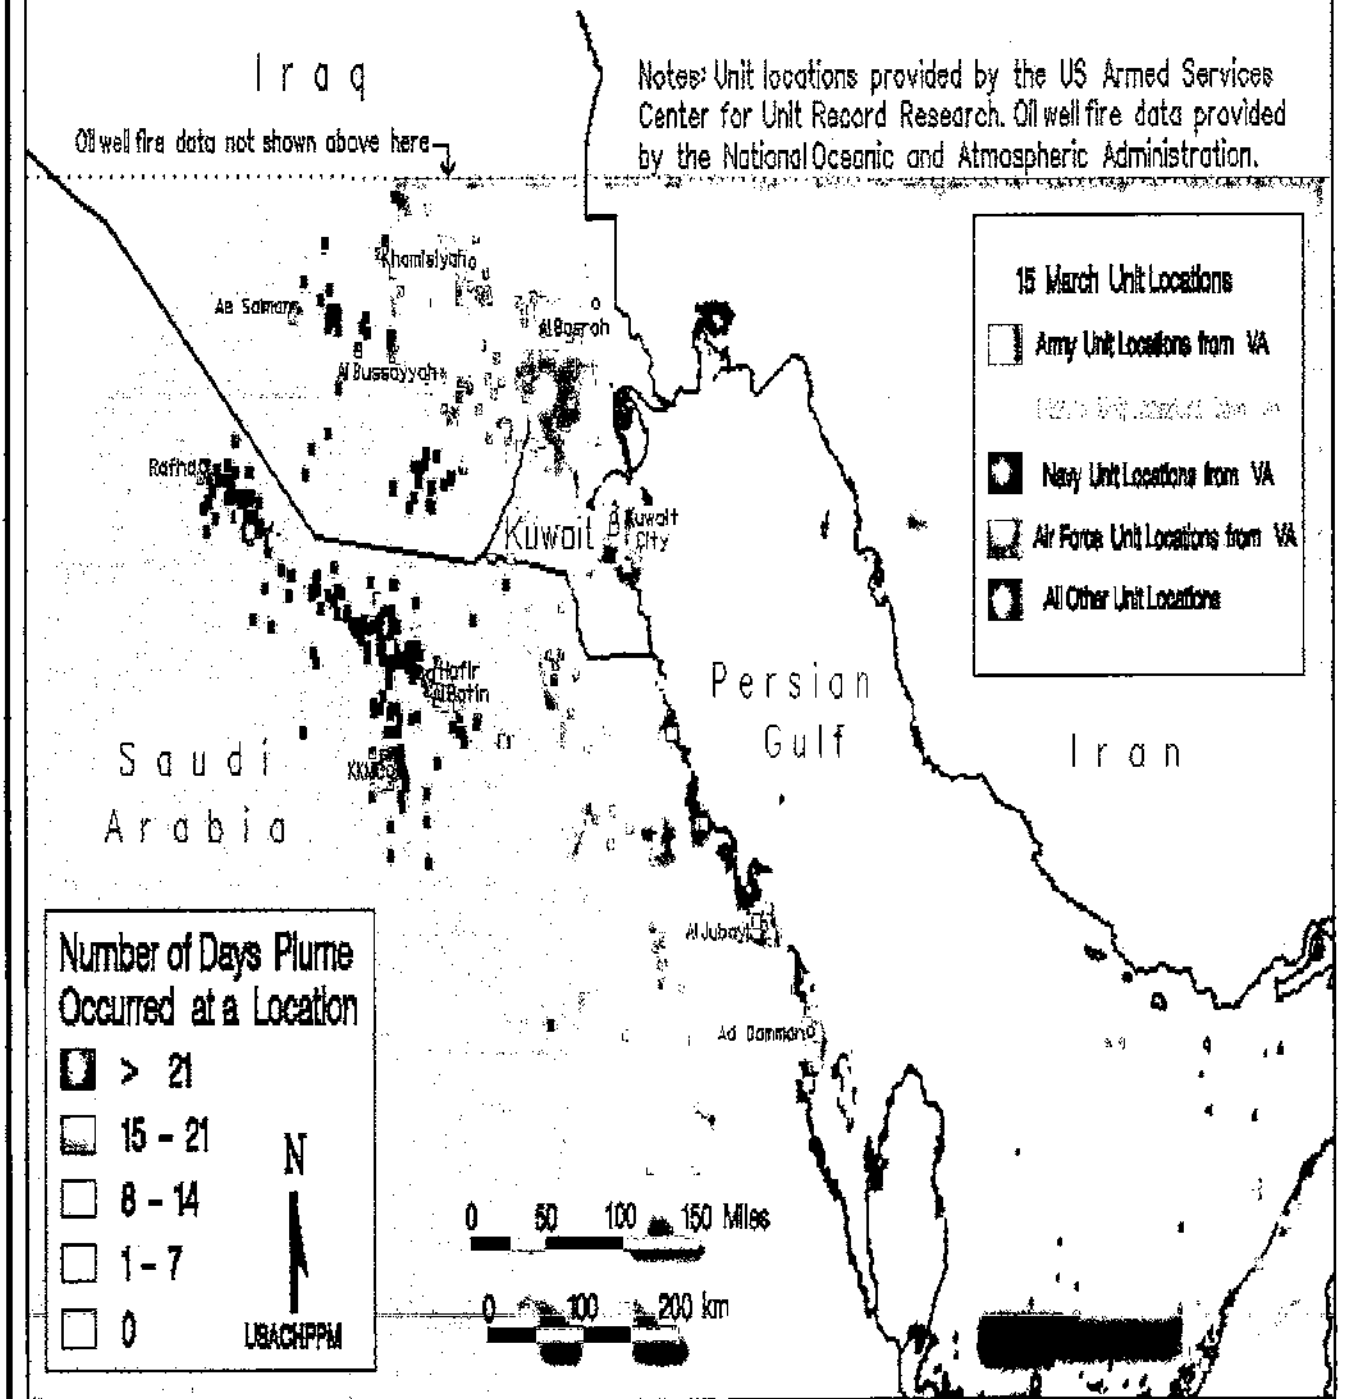 Iraq
Notes: Unit locations provided by the US Armed Services
Center for Unit Record Research. Oil well fire data provided
by the National Oceanic and Atmospheric Administration.
Oil well fire data not shown above here
Khamisiyah
As Salman
Al Basrah
Al Bussayyah
15 March Unit Locations
Army Unit Locations from VA
Navy Unit Locations from VA
Air Force Unit Locations from VA
All Other Unit Locations
Rafha
Kuwait
Kuwait
City
Hafir
Al Batin
Persian
Gulf
Iran
Saudi
Arabia
Al Jubayl
Ad Dammam
Number of Days Plume
Occurred at a Location
> 21
15 - 21
8 - 14
1 - 7
0
N
USACHPPM
0 50 100 150 Miles
0 100 200 km